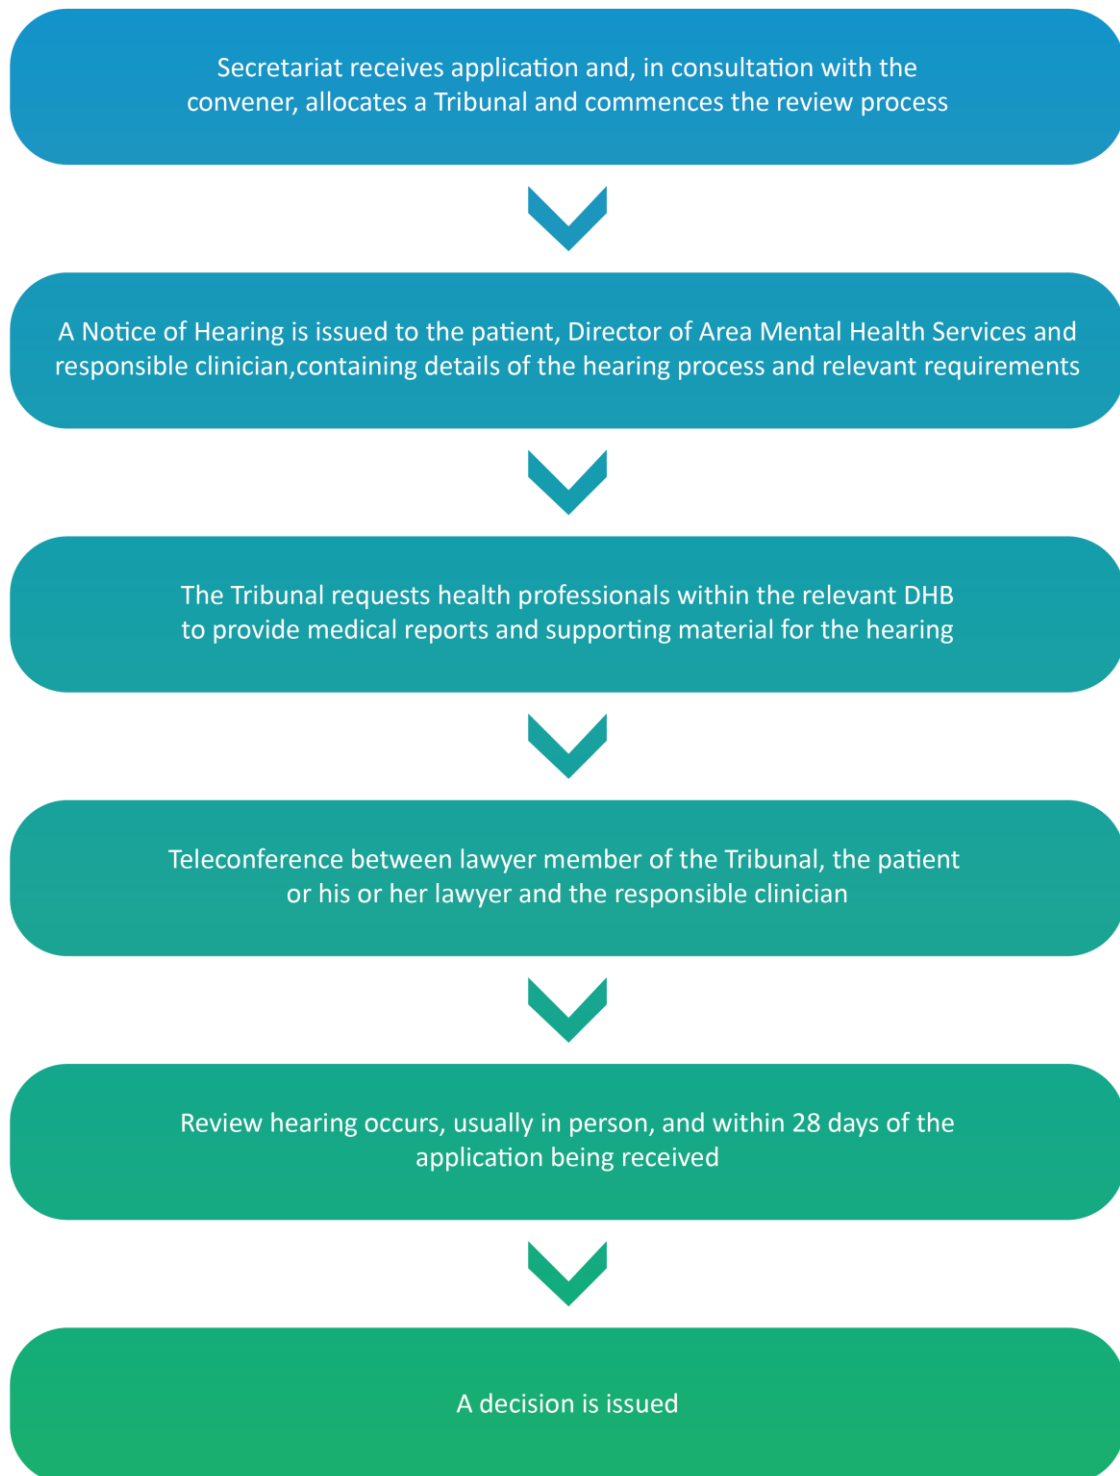 Secretariat receives application and, in consultation with the
convener, allocates a Tribunal and commences the review process
A Notice of Hearing is issued to the patient, Director of Area Mental Health Services and
responsible clinician,containing details of the hearing process and relevant requirements
The Tribunal requests health professionals within the relevant DHB
to provide medical reports and supporting material for the hearing
Teleconference between lawyer member of the Tribunal, the patient
or his or her lawyer and the responsible clinician
Review hearing occurs, usually in person, and within 28 days of the
application being received
A decision is issued